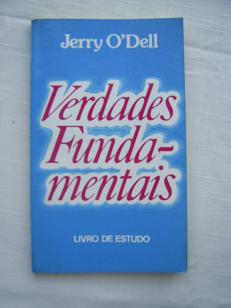 Jerry O'Dell
Verdades
Funda-
mentais
LIVRO DE ESTUDO